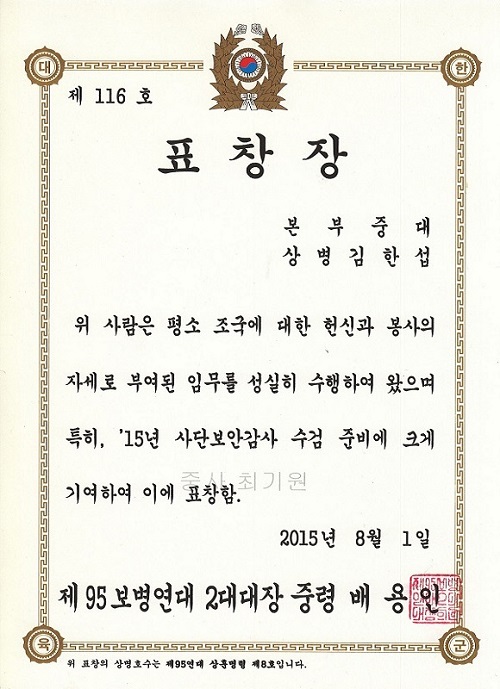 대 한
제 116 호
표 창 장
본 부 중 대
상 병 김 한 섭
위 사람은 평소 조국에 대한 헌신과 봉사의
자세로 부여된 임무를 성실히 수행하여 왔으며
특히, '15년 사단보안감사 수검 준비에 크게
중사 최기원
기여하여 이에 표창함.
2015년 8월 1일
제 95 보병연대 2대대장 중령 배 용 인
육 군
위 표창의 상병호수는 제95연대 상훈명령 제8호입니다.